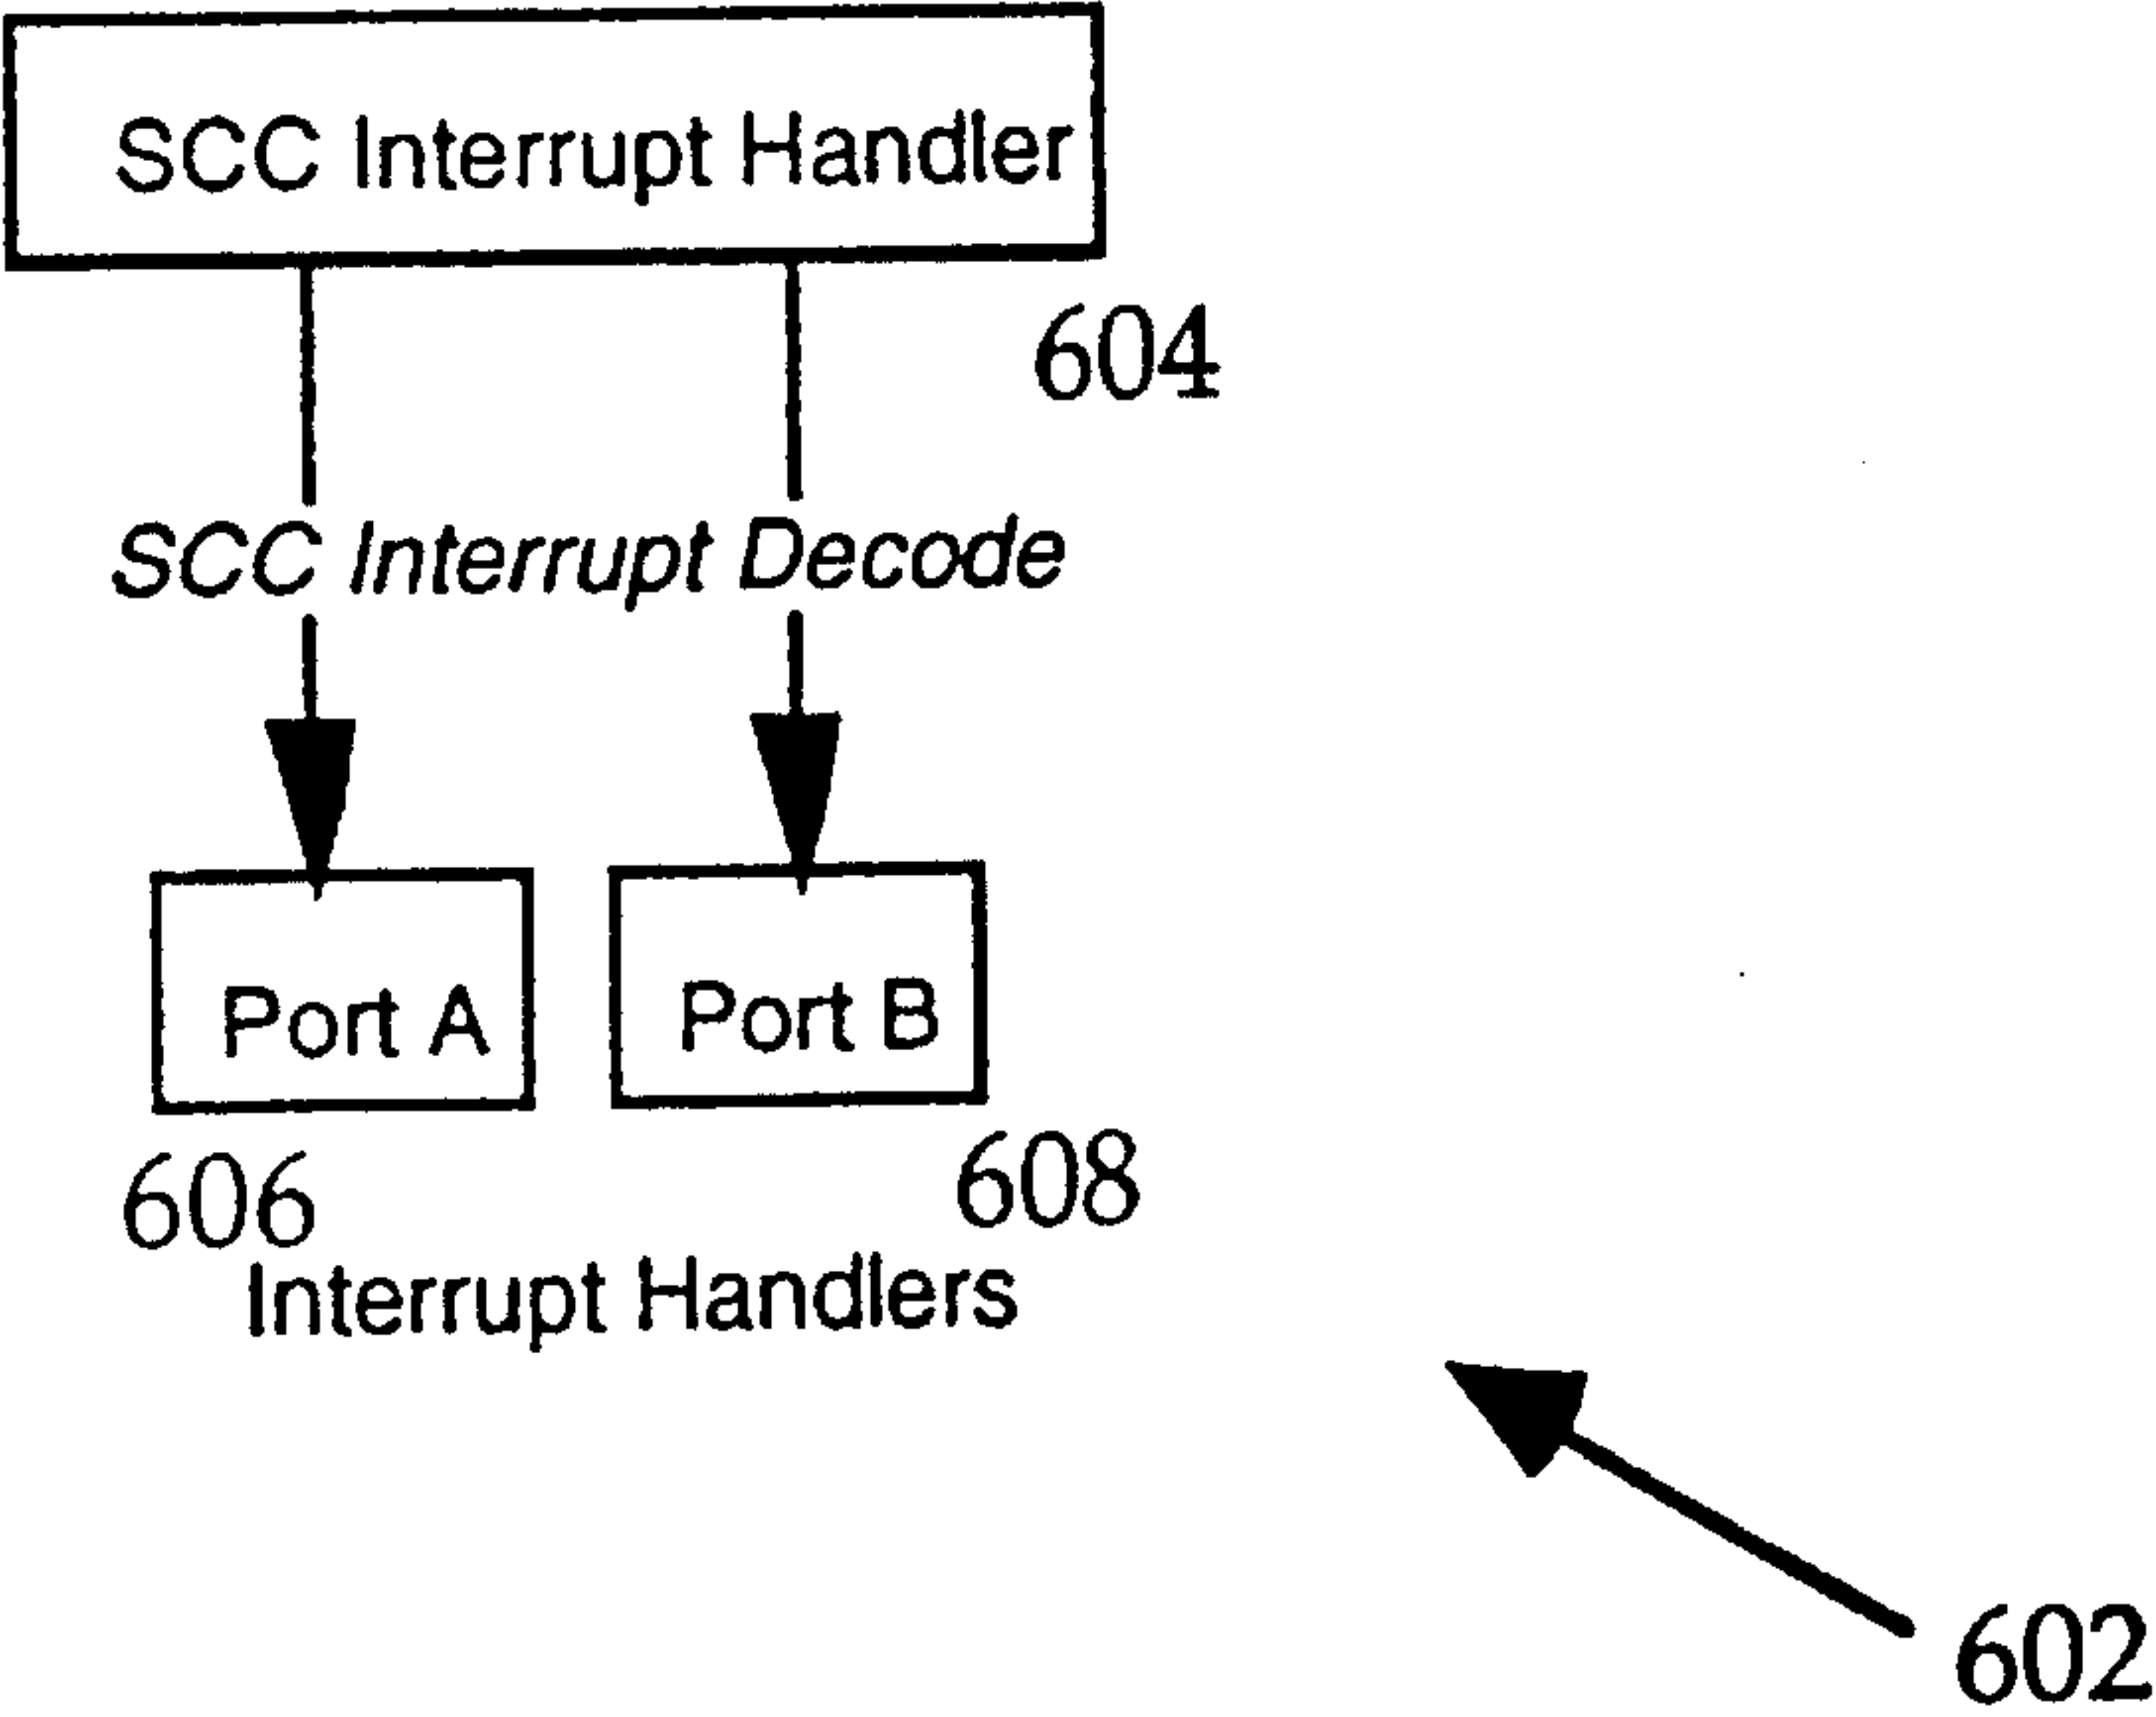 SCC Interrupt Handler
604
SCC Interrupt Decode
Port A
Port B
606
608
Interrupt Handlers
602